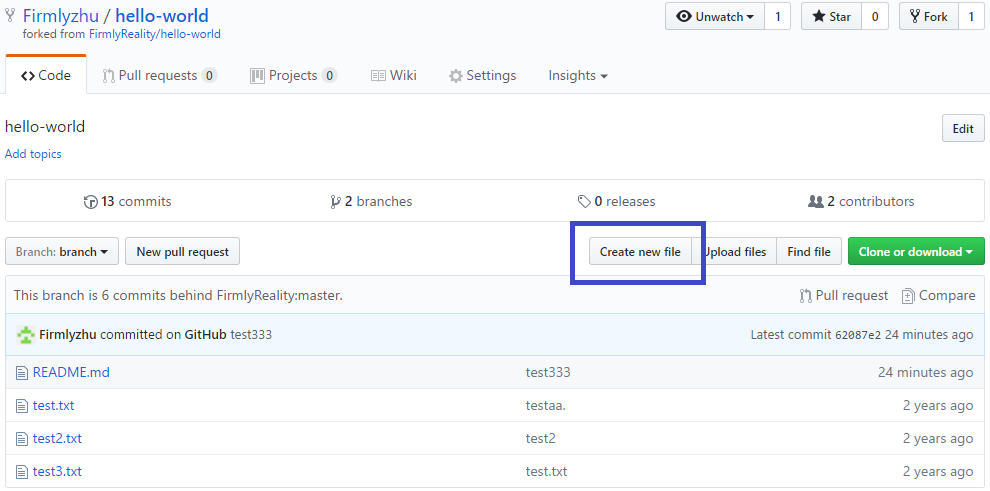 Firmlyzhu / hello-world Unwatch 1 Star 0 Fork 1
forked from FirmlyReality/hello-world
Code Pull requests 0 Projects 0 Wiki Settings Insights
hello-world Edit
Add topics
13 commits 2 branches 0 releases 2 contributors
Branch: branch New pull request Create new file Upload files Find file Clone or download
This branch is 6 commits behind FirmlyReality:master. Pull request Compare
Firmlyzhu committed on GitHub test333 Latest commit 62087e2 24 minutes ago
README.md test333 24 minutes ago
test.txt testaa. 2 years ago
test2.txt test2 2 years ago
test3.txt test.txt 2 years ago